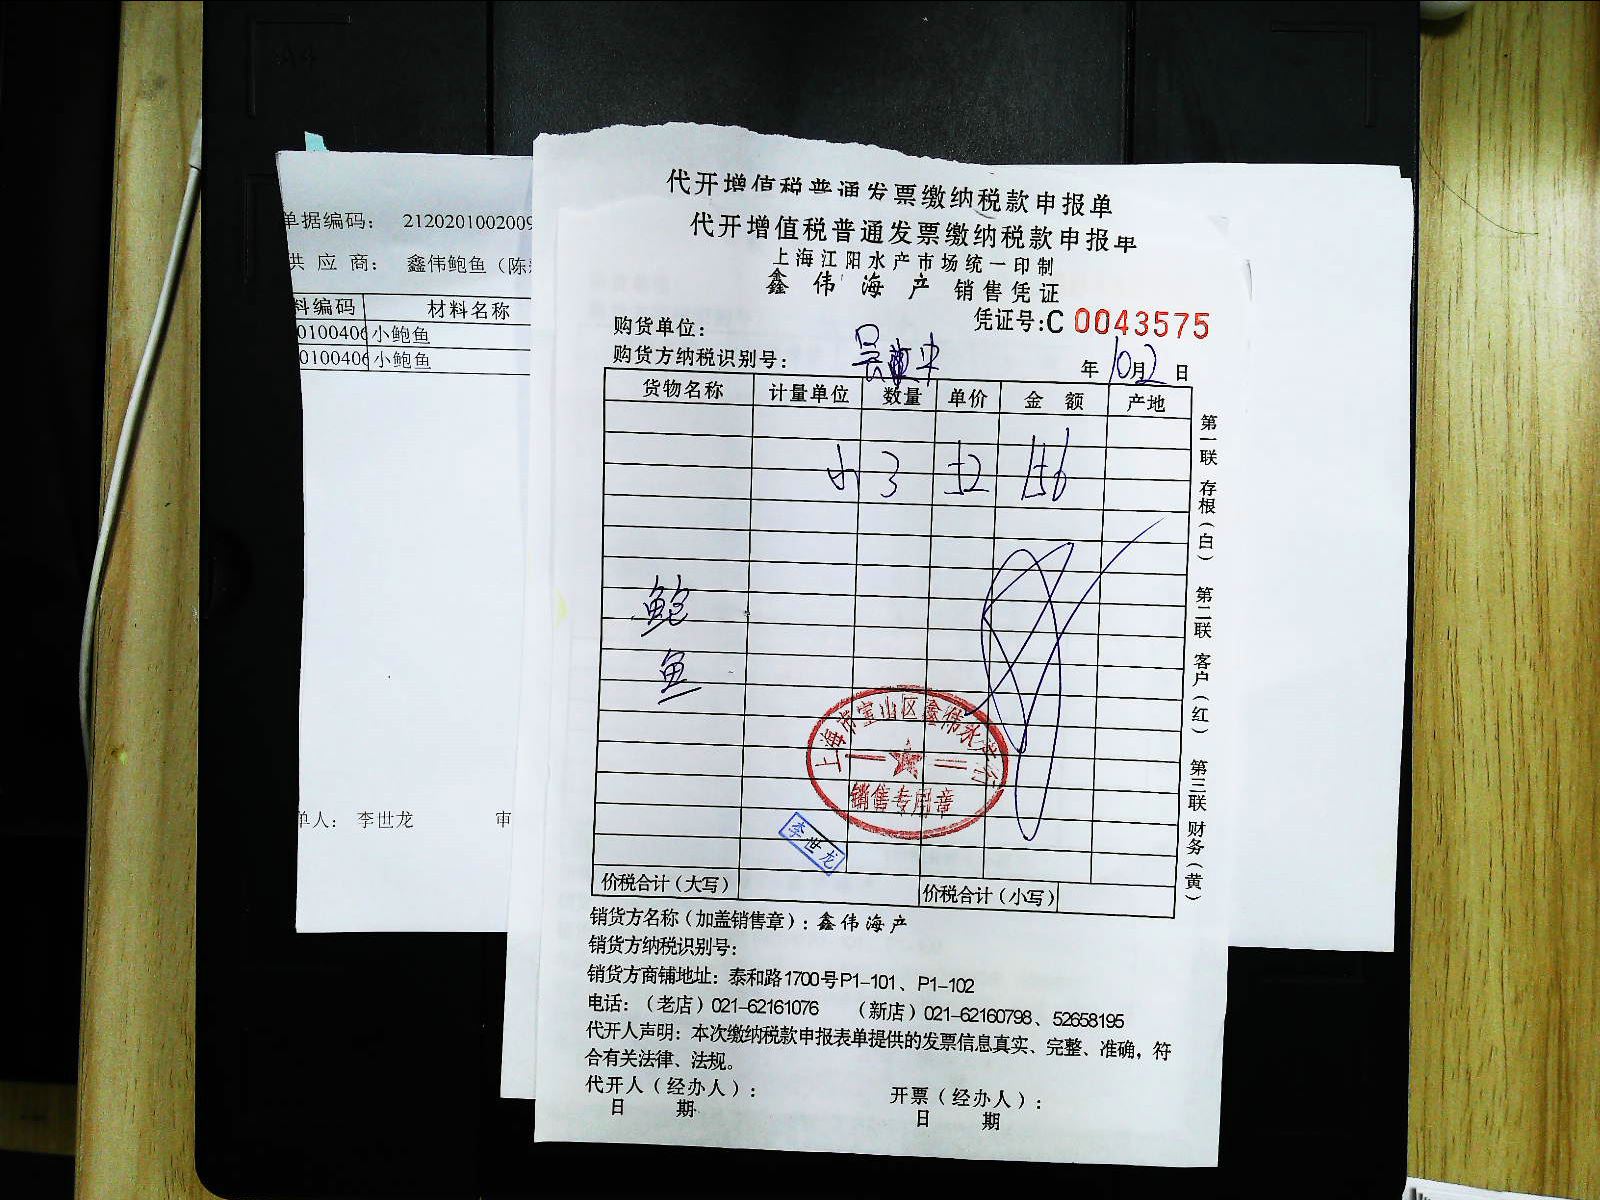 单据编码： 2120201002009
供 应 商： 鑫伟鲍鱼（陈
料编码 材料名称
0100406 小鲍鱼
0100406 小鲍鱼
单人： 李世龙 审
代开增值税普通发票缴纳税款申报单
代开增值税普通发票缴纳税款申报单
上海江阳水产市场统一印制
鑫伟海产 销售凭证
凭证号:C 0043575
购货单位：
购货方纳税识别号：
年 10月2日
货物名称 计量单位 数量 单价 金 额 产地
小 3 52 156
鲍
鱼
上海市宝山区鑫伟水产行
销售专用章
李世龙
价税合计（大写） 价税合计（小写）
销货方名称（加盖销售章）：鑫伟海产
销货方纳税识别号：
销货方商铺地址：泰和路1700号P1-101、P1-102
电话：（老店）021-62161076 （新店）021-62160798、52658195
代开人声明：本次缴纳税款申报表单提供的发票信息真实、完整、准确，符
合有关法律、法规。
代开人（经办人）： 开票（经办人）：
日 期 日 期
第一联 存根（白） 第二联 客户（红） 第三联 财务（黄）